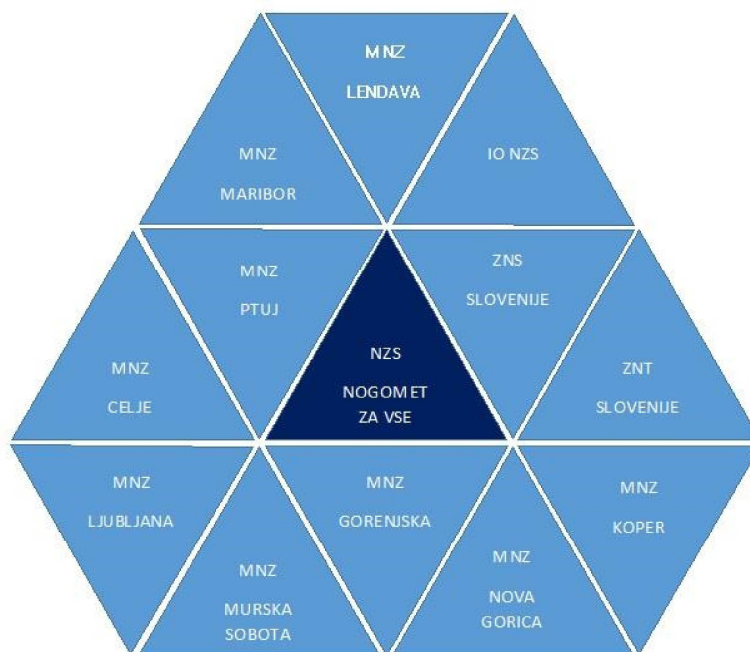 MNZ
LENDAVA
MNZ
MARIBOR
IO NZS
MNZ
PTUJ
ZNS
SLOVENIJE
MNZ
CELJE
NZS
NOGOMET
ZA VSE
ZNT
SLOVENIJE
MNZ
LJUBLJANA
MNZ
GORENJSKA
MNZ
KOPER
MNZ
MURSKA
SOBOTA
MNZ
NOVA
GORICA